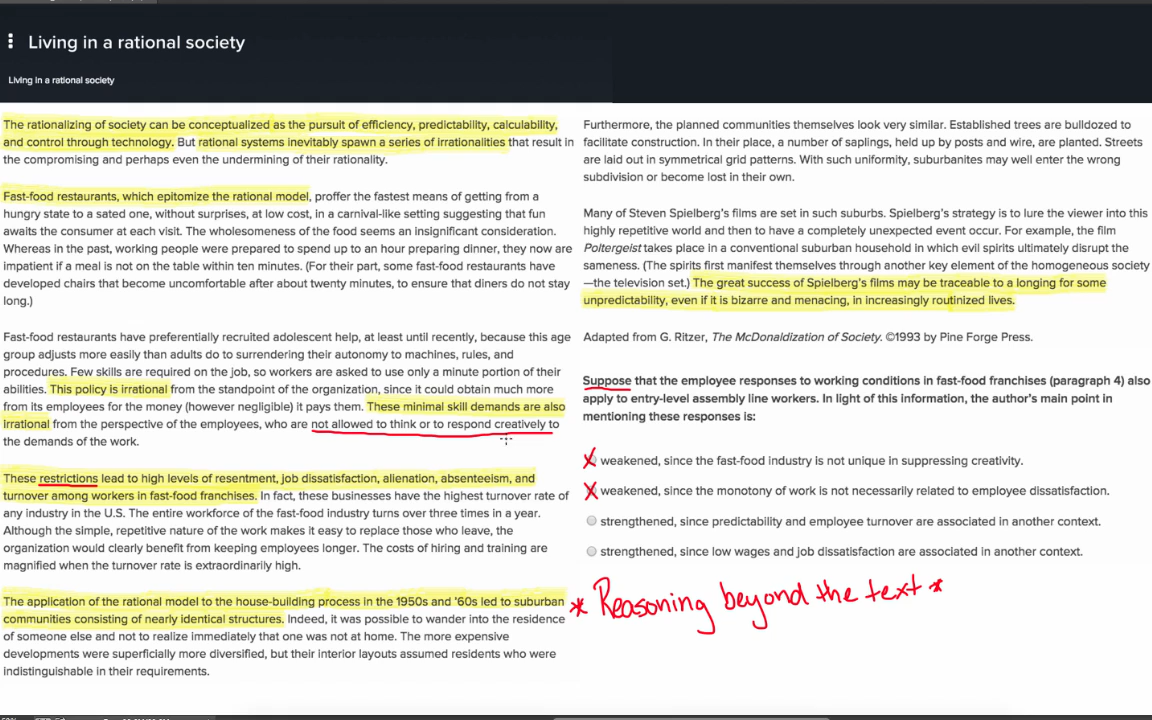 Living in a rational society
Living in a rational society
The rationalizing of society can be conceptualized as the pursuit of efficiency, predictability, calculability,
and control through technology. But rational systems inevitably spawn a series of irrationalities that result in
the compromising and perhaps even the undermining of their rationality.
Fast-food restaurants, which epitomize the rational model, proffer the fastest means of getting from a
hungry state to a sated one, without surprises, at low cost, in a carnival-like setting suggesting that fun
awaits the consumer at each visit. The wholesomeness of the food seems an insignificant consideration.
Whereas in the past, working people were prepared to spend up to an hour preparing dinner, they now are
impatient if a meal is not on the table within ten minutes. (For their part, some fast-food restaurants have
developed chairs that become uncomfortable after about twenty minutes, to ensure that diners do not stay
long.)
Fast-food restaurants have preferentially recruited adolescent help, at least until recently, because this age
group adjusts more easily than adults do to surrendering their autonomy to machines, rules, and
procedures. Few skills are required on the job, so workers are asked to use only a minute portion of their
abilities. This policy is irrational from the standpoint of the organization, since it could obtain much more
from its employees for the money (however negligible) it pays them. These minimal skill demands are also
irrational from the perspective of the employees, who are not allowed to think or to respond creatively to
the demands of the work.
These restrictions lead to high levels of resentment, job dissatisfaction, alienation, absenteeism, and
turnover among workers in fast-food franchises. In fact, these businesses have the highest turnover rate of
any industry in the U.S. The entire workforce of the fast-food industry turns over three times in a year.
Although the simple, repetitive nature of the work makes it easy to replace those who leave, the
organization would clearly benefit from keeping employees longer. The costs of hiring and training are
magnified when the turnover rate is extraordinarily high.
The application of the rational model to the house-building process in the 1950s and '60s led to suburban
communities consisting of nearly identical structures. Indeed, it was possible to wander into the residence
of someone else and not to realize immediately that one was not at home. The more expensive
developments were superficially more diversified, but their interior layouts assumed residents who were
indistinguishable in their requirements.
Furthermore, the planned communities themselves look very similar. Established trees are bulldozed to
facilitate construction. In their place, a number of saplings, held up by posts and wire, are planted. Streets
are laid out in symmetrical grid patterns. With such uniformity, suburbanites may well enter the wrong
subdivision or become lost in their own.
Many of Steven Spielberg's films are set in such suburbs. Spielberg's strategy is to lure the viewer into this
highly repetitive world and then to have a completely unexpected event occur. For example, the film
Poltergeist takes place in a conventional suburban household in which evil spirits ultimately disrupt the
sameness. (The spirits first manifest themselves through another key element of the homogeneous society
—the television set.) The great success of Spielberg's films may be traceable to a longing for some
unpredictability, even if it is bizarre and menacing, in increasingly routinized lives.
Adapted from G. Ritzer, The McDonaldization of Society. ©1993 by Pine Forge Press.
Suppose that the employee responses to working conditions in fast-food franchises (paragraph 4) also
apply to entry-level assembly line workers. In light of this information, the author's main point in
mentioning these responses is:
weakened, since the fast-food industry is not unique in suppressing creativity.
weakened, since the monotony of work is not necessarily related to employee dissatisfaction.
strengthened, since predictability and employee turnover are associated in another context.
strengthened, since low wages and job dissatisfaction are associated in another context.
* Reasoning beyond the text *